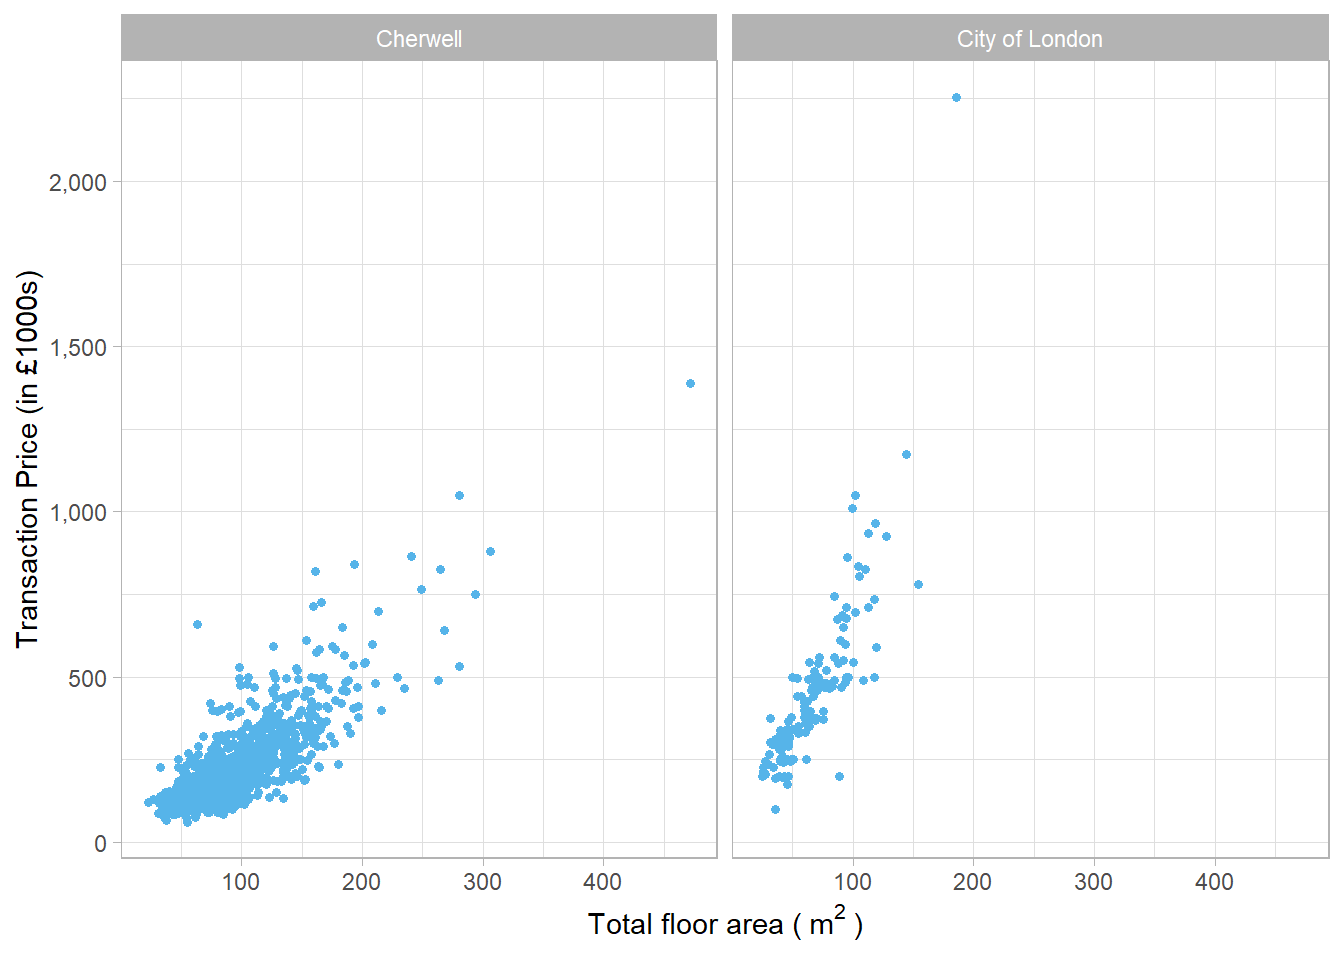 Cherwell
City of London
2,000
1,500
1,000
500
0
Transaction Price (in £1000s)
100 200 300 400
100 200 300 400
Total floor area ( m² )